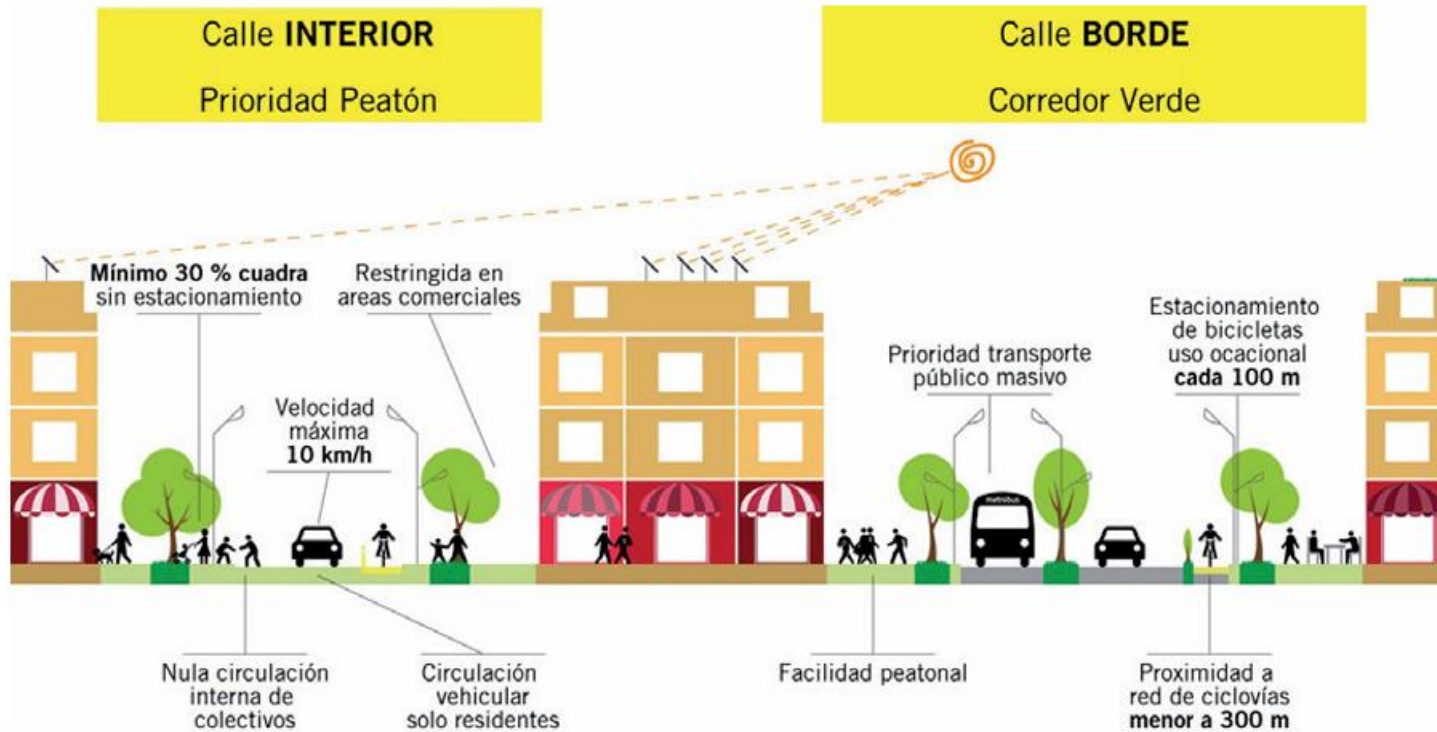 Calle INTERIOR
Prioridad Peatón
Calle BORDE
Corredor Verde
Mínimo 30 % cuadra
sin estacionamiento
Restringida en
areas comerciales
Velocidad
máxima
10 km/h
Prioridad transporte
público masivo
Estacionamiento
de bicicletas
uso ocacional
cada 100 m
metrobus
Nula circulación
interna de
colectivos
Circulación
vehicular
solo residentes
Facilidad peatonal
Proximidad a
red de ciclovías
menor a 300 m